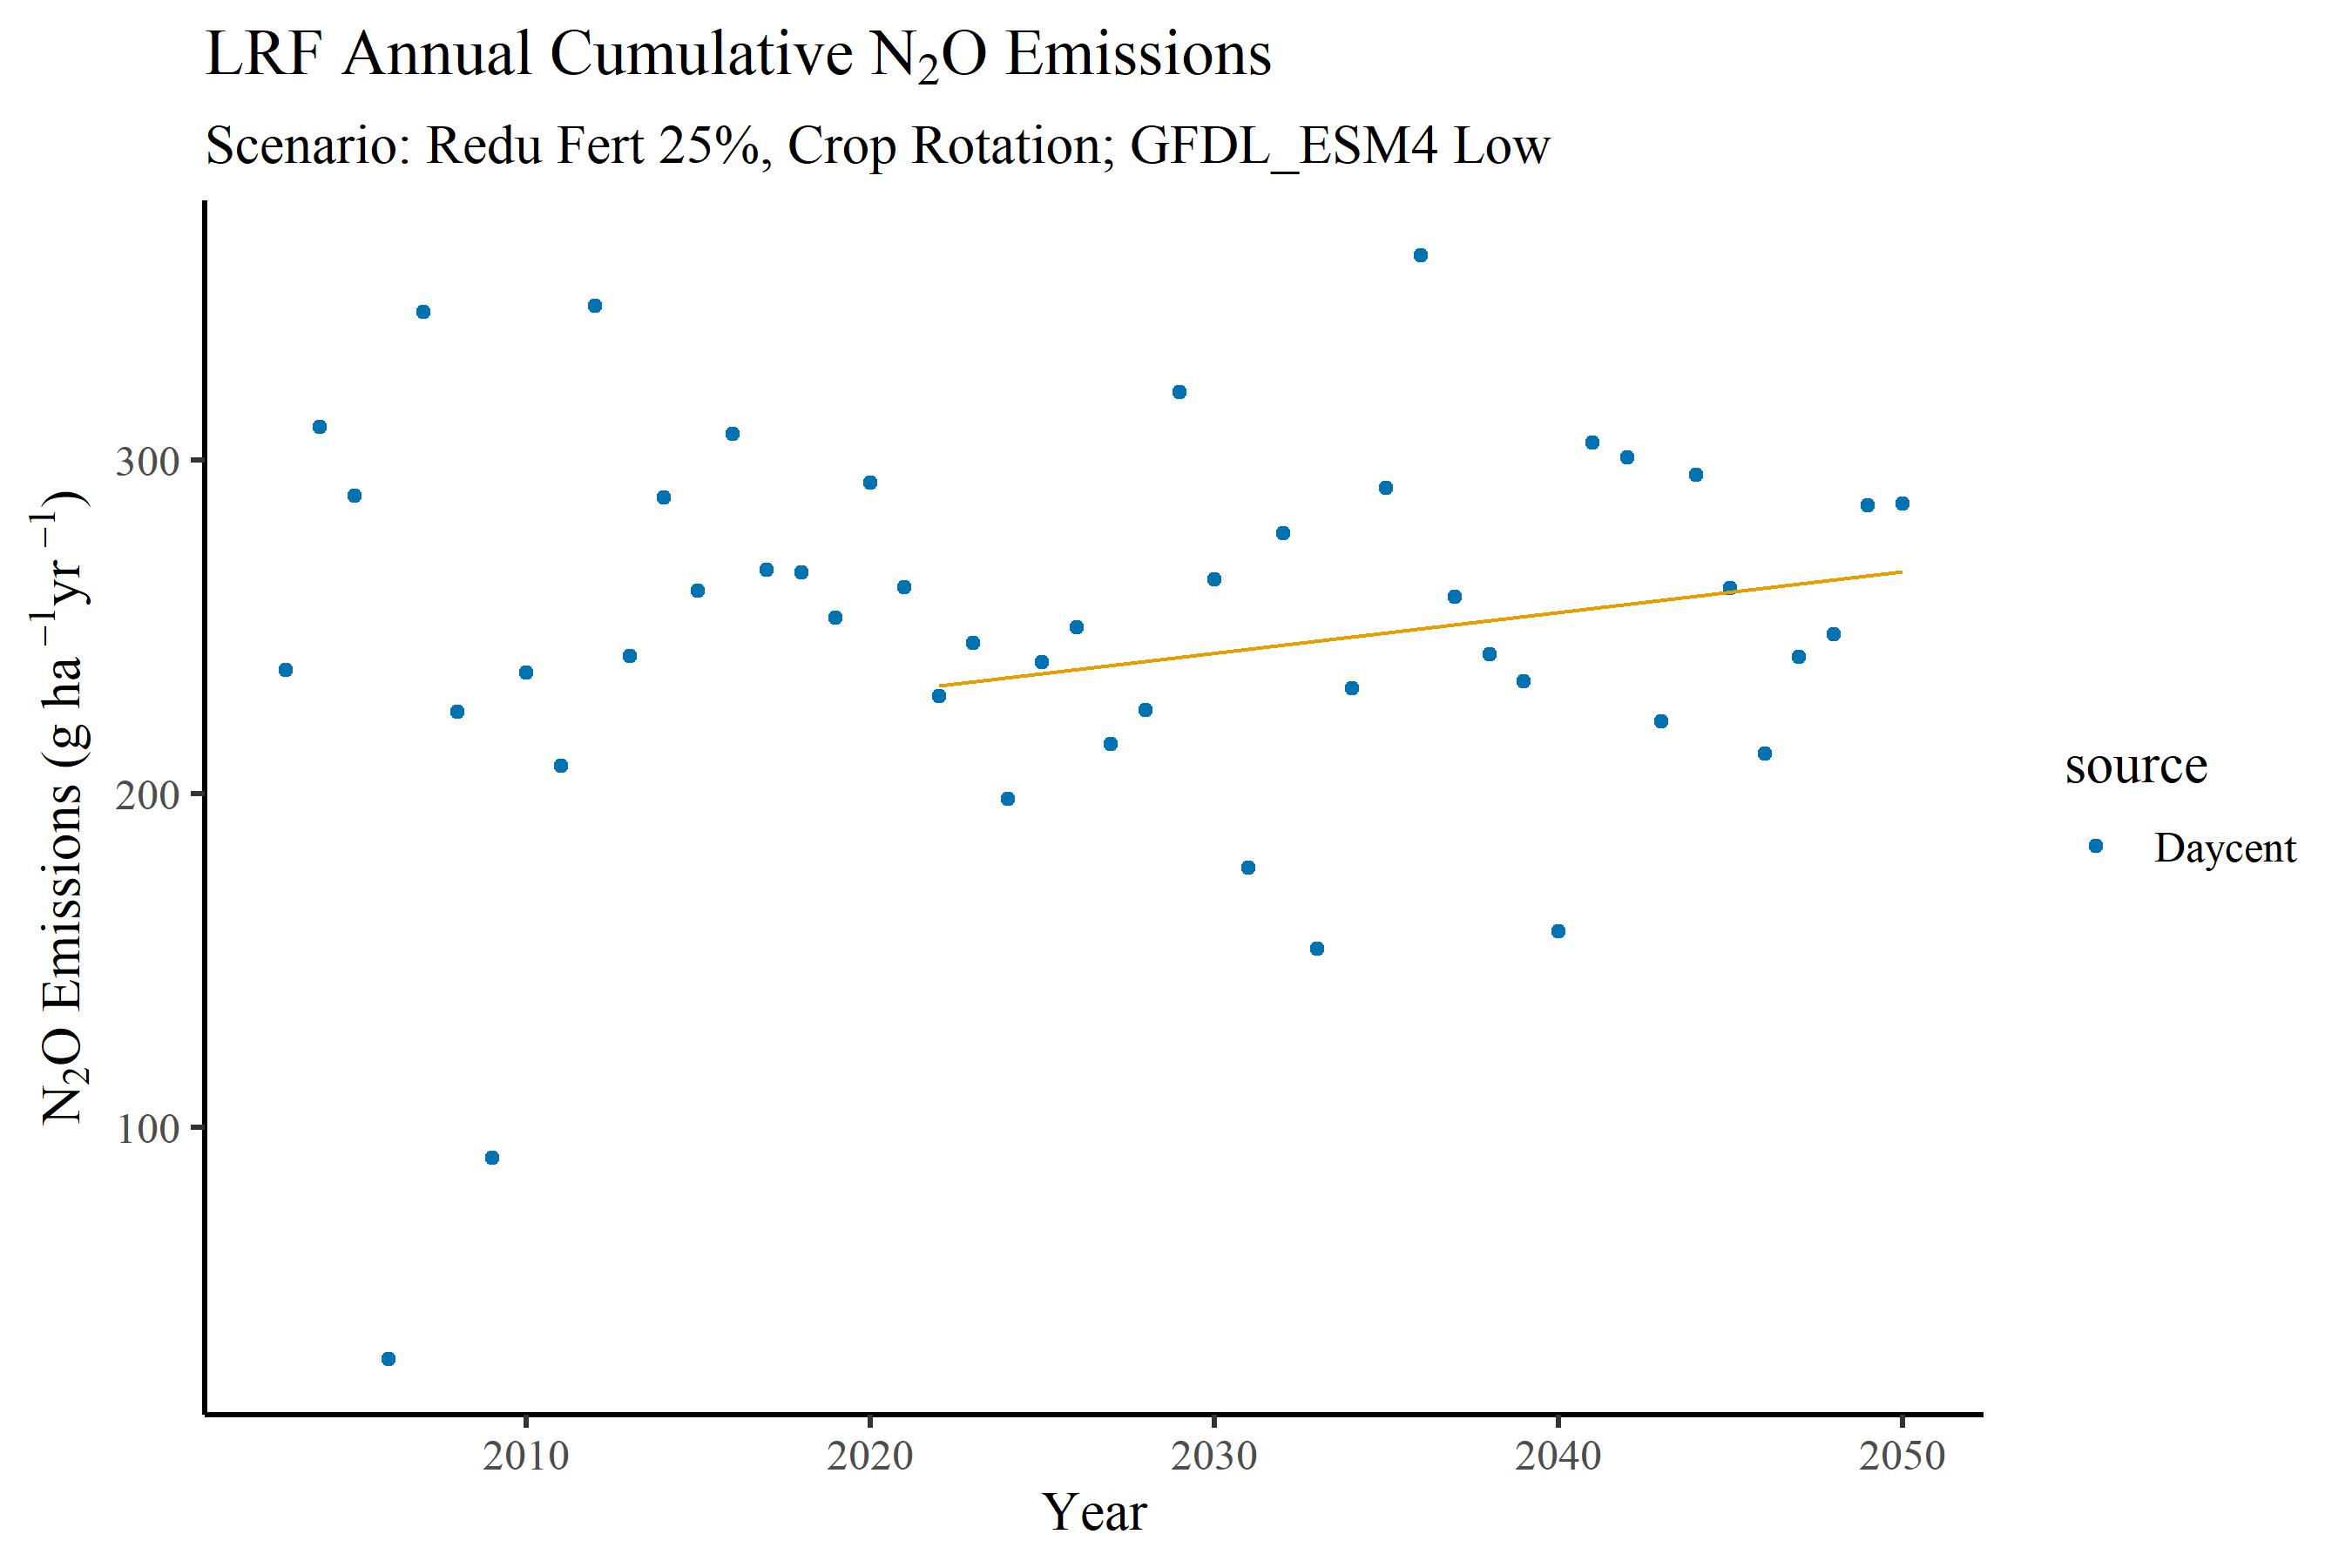 LRF Annual Cumulative N₂O Emissions
Scenario: Redu Fert 25%, Crop Rotation; GFDL_ESM4 Low
N₂O Emissions (g ha ⁻¹yr ⁻¹)
300
200
100
2010
2020
2030
2040
2050
Year
source
Daycent